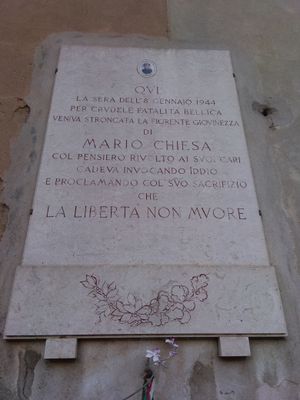 QVI
LA SERA DELL'8 GENNAIO 1944
PER CRVDELE FATALITÀ BELLICA
VENIVA STRONCATA LA FIORENTE GIOVINEZZA
DI
MARIO CHIESA
COL PENSIERO RIVOLTO AI SVOI CARI
CADEVA INVOCANDO IDDIO
E PROCLAMANDO COL SVO SACRIFIZIO
CHE
LA LIBERTÀ NON MVORE